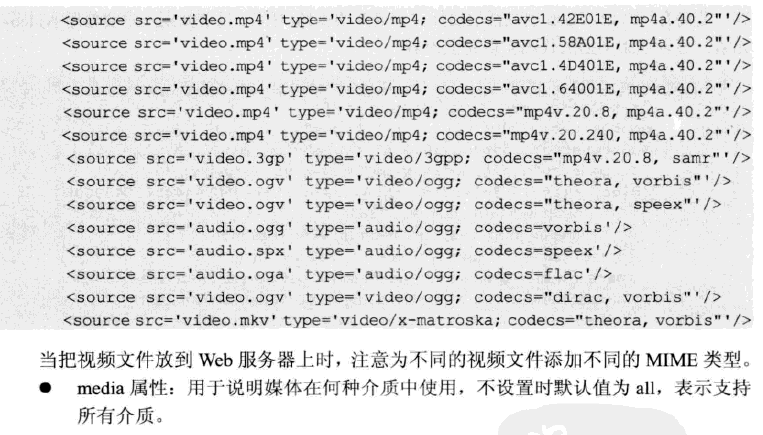 <source src='video.mp4' type='video/mp4; codecs="avc1.42E01E, mp4a.40.2"'/>
<source src='video.mp4' type='video/mp4; codecs="avc1.58A01E, mp4a.40.2"'/>
<source src='video.mp4' type='video/mp4; codecs="avc1.4D401E, mp4a.40.2"'/>
<source src='video.mp4' type='video/mp4; codecs="avc1.64001E, mp4a.40.2"'/>
<source src='video.mp4' type='video/mp4; codecs="mp4v.20.8, mp4a.40.2"'/>
<source src='video.mp4' type='video/mp4; codecs="mp4v.20.240, mp4a.40.2"'/>
<source src='video.3gp' type='video/3gpp; codecs="mp4v.20.8, samr"'/>
<source src='video.ogv' type='video/ogg; codecs="theora, vorbis"'/>
<source src='video.ogv' type='video/ogg; codecs="theora, speex"'/>
<source src='audio.ogg' type='audio/ogg; codecs=vorbis'/>
<source src='audio.spx' type='audio/ogg; codecs=speex'/>
<source src='audio.oga' type='audio/ogg; codecs=flac'/>
<source src='video.ogv' type='video/ogg; codecs="dirac, vorbis"'/>
<source src='video.mkv' type='video/x-matroska; codecs="theora, vorbis"'/>
当把视频文件放到 Web 服务器上时，注意为不同的视频文件添加不同的 MIME 类型。
● media 属性：用于说明媒体在何种介质中使用，不设置时默认值为 all，表示支持
所有介质。